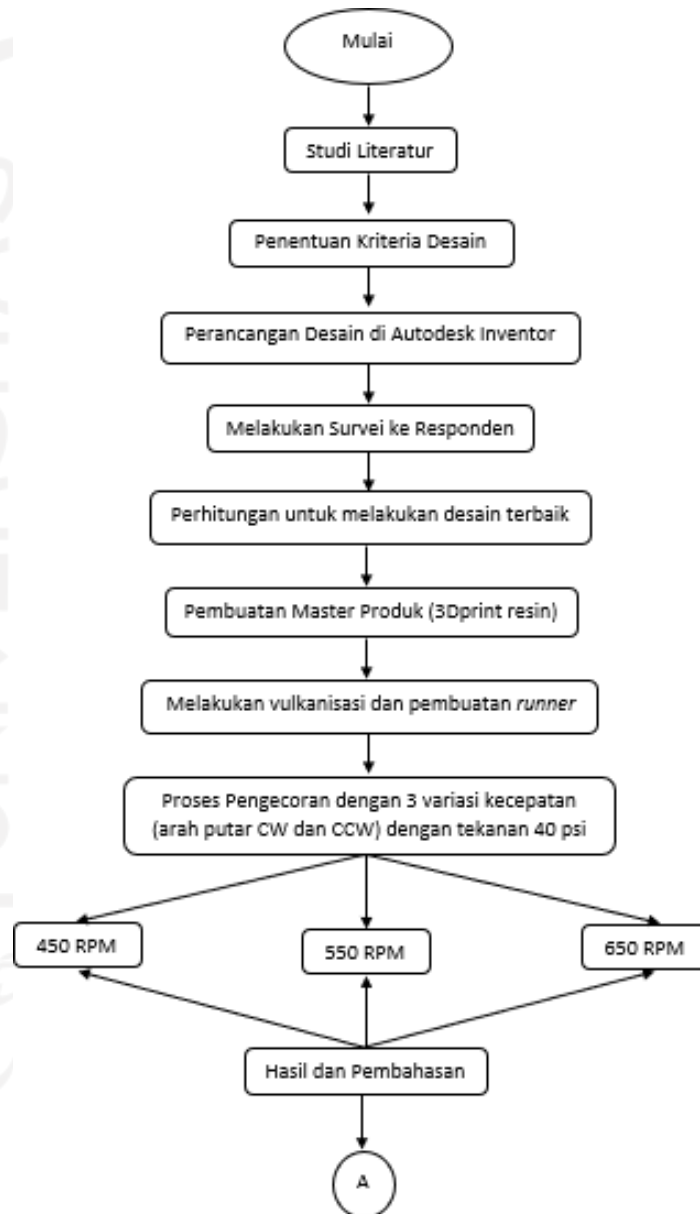 Mulai
Studi Literatur
Penentuan Kriteria Desain
Perancangan Desain di Autodesk Inventor
Melakukan Survei ke Responden
Perhitungan untuk melakukan desain terbaik
Pembuatan Master Produk (3Dprint resin)
Melakukan vulkanisasi dan pembuatan runner
Proses Pengecoran dengan 3 variasi kecepatan
(arah putar CW dan CCW) dengan tekanan 40 psi
450 RPM
550 RPM
650 RPM
Hasil dan Pembahasan
A